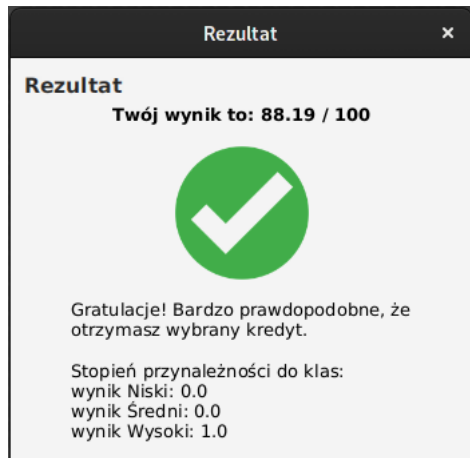 Rezultat
Rezultat
Twój wynik to: 88.19 / 100
Gratulacje! Bardzo prawdopodobne, że
otrzymasz wybrany kredyt.
Stopień przynależności do klas:
wynik Niski: 0.0
wynik Średni: 0.0
wynik Wysoki: 1.0